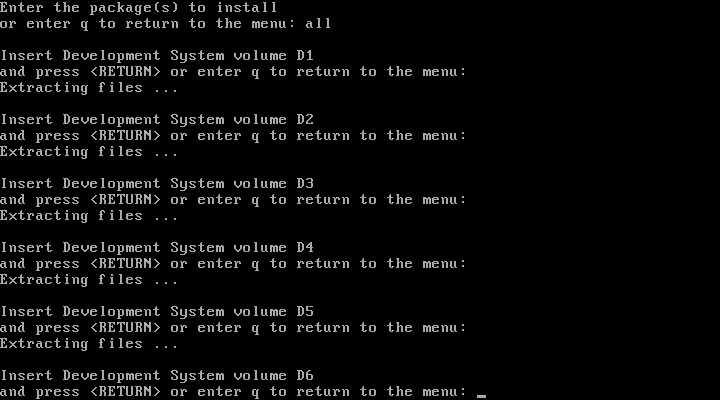 Enter the package(s) to install
or enter q to return to the menu: all
Insert Development System volume D1
and press <RETURN> or enter q to return to the menu:
Extracting files ...
Insert Development System volume D2
and press <RETURN> or enter q to return to the menu:
Extracting files ...
Insert Development System volume D3
and press <RETURN> or enter q to return to the menu:
Extracting files ...
Insert Development System volume D4
and press <RETURN> or enter q to return to the menu:
Extracting files ...
Insert Development System volume D5
and press <RETURN> or enter q to return to the menu:
Extracting files ...
Insert Development System volume D6
and press <RETURN> or enter q to return to the menu: _